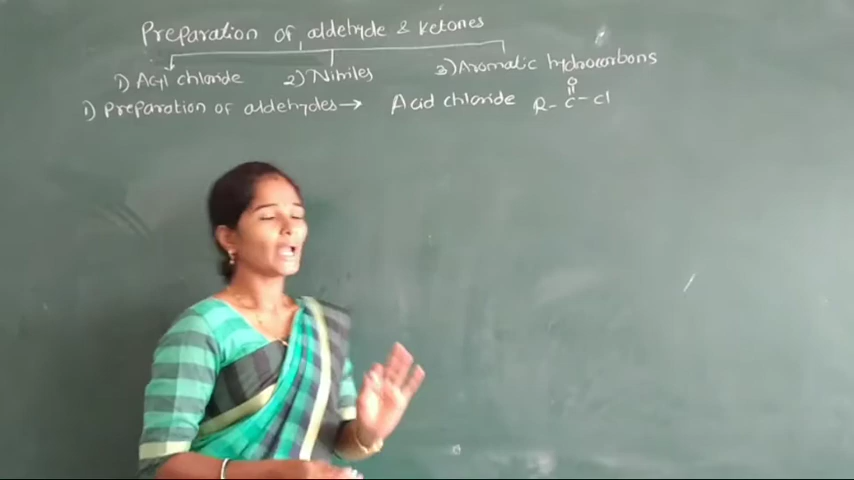 Preparation of aldehyde & Ketones
1) Acyl chloride 2) Nitriles 3) Aromatic hydrocarbons
1) Preparation of aldehydes → Acid chloride R-C-Cl
O